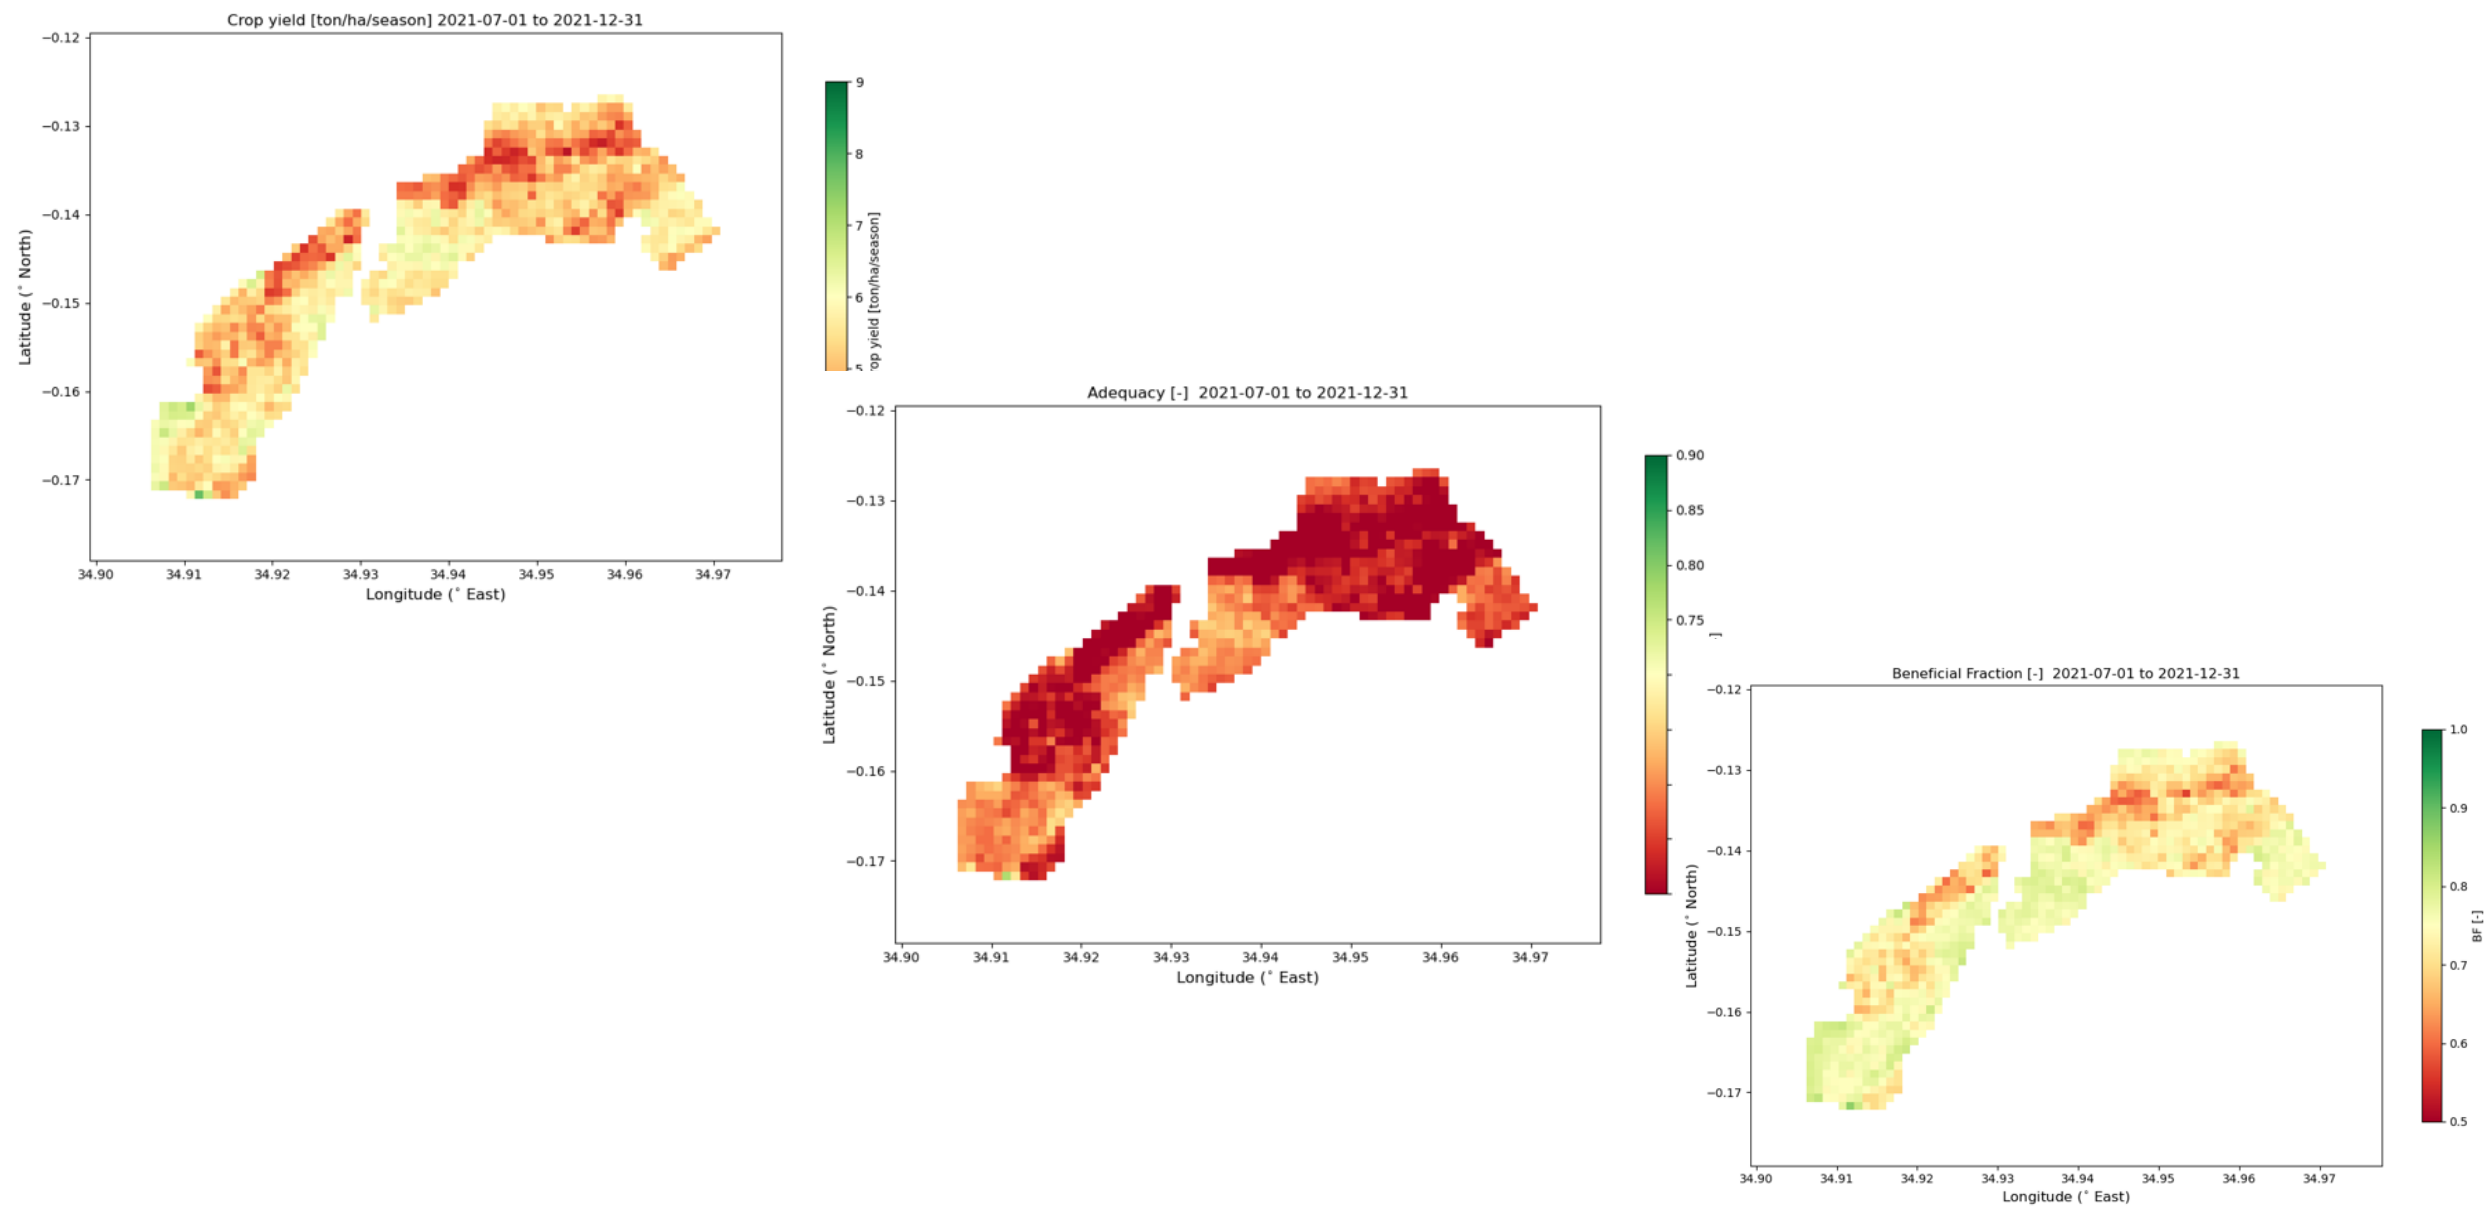 Crop yield [ton/ha/season] 2021-07-01 to 2021-12-31
−0.12
−0.13
−0.14
−0.15
−0.16
−0.17
Latitude (° North)
34.90 34.91 34.92 34.93 34.94 34.95 34.96 34.97
Longitude (° East)
9
8
7
6
5
rop yield [ton/ha/season]
Adequacy [-] 2021-07-01 to 2021-12-31
−0.12
−0.13
−0.14
−0.15
−0.16
−0.17
Latitude (° North)
34.90 34.91 34.92 34.93 34.94 34.95 34.96 34.97
Longitude (° East)
0.90
0.85
0.80
0.75
Beneficial Fraction [-] 2021-07-01 to 2021-12-31
−0.12
−0.13
−0.14
−0.15
−0.16
−0.17
Latitude (° North)
34.90 34.91 34.92 34.93 34.94 34.95 34.96 34.97
Longitude (° East)
1.0
0.9
0.8
0.7
0.6
0.5
BF [-]